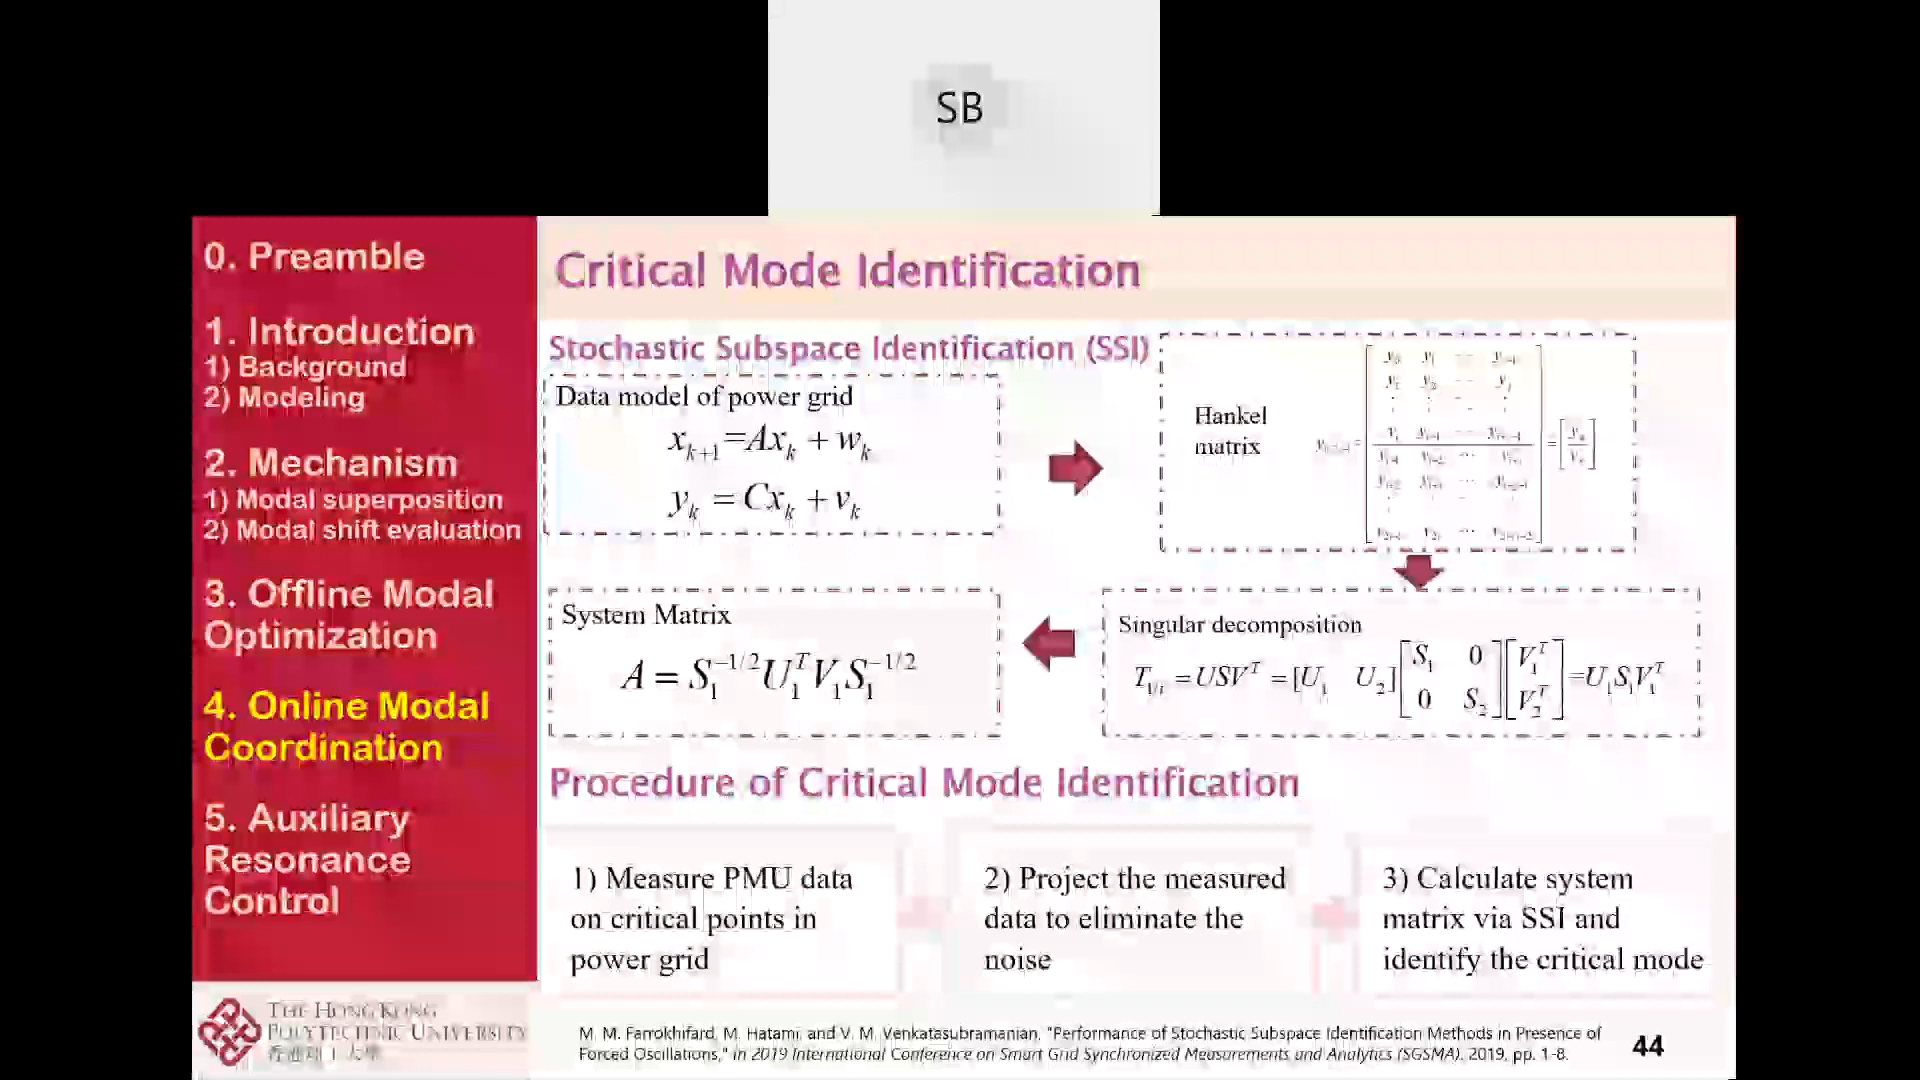 SB
0. Preamble
1. Introduction
1) Background
2) Modeling
2. Mechanism
1) Modal superposition
2) Modal shift evaluation
3. Offline Modal
Optimization
4. Online Modal
Coordination
5. Auxiliary
Resonance
Control
THE HONG KONG
POLYTECHNIC UNIVERSITY
香港理工大學
Critical Mode Identification
Stochastic Subspace Identification (SSI)
Data model of power grid
x_{k+1}=Ax_k + w_k
y_k = Cx_k + v_k
Hankel
matrix
System Matrix
A = S_1^{-1/2} U_1^T V_1 S_1^{-1/2}
Singular decomposition
= USV^T = [U_1 U_2] [S_1 0; 0 S_2] [V_1^T; V_2^T] = U_1 S_1 V_1^T
Procedure of Critical Mode Identification
1) Measure PMU data
on critical points in
power grid
2) Project the measured
data to eliminate the
noise
3) Calculate system
matrix via SSI and
identify the critical mode
M. M. Farrokhifard, M. Hatami, and V. M. Venkatasubramanian, "Performance of Stochastic Subspace Identification Methods in Presence of
Forced Oscillations," in 2019 International Conference on Smart Grid Synchronized Measurements and Analytics (SGSMA), 2019, pp. 1-8.
44